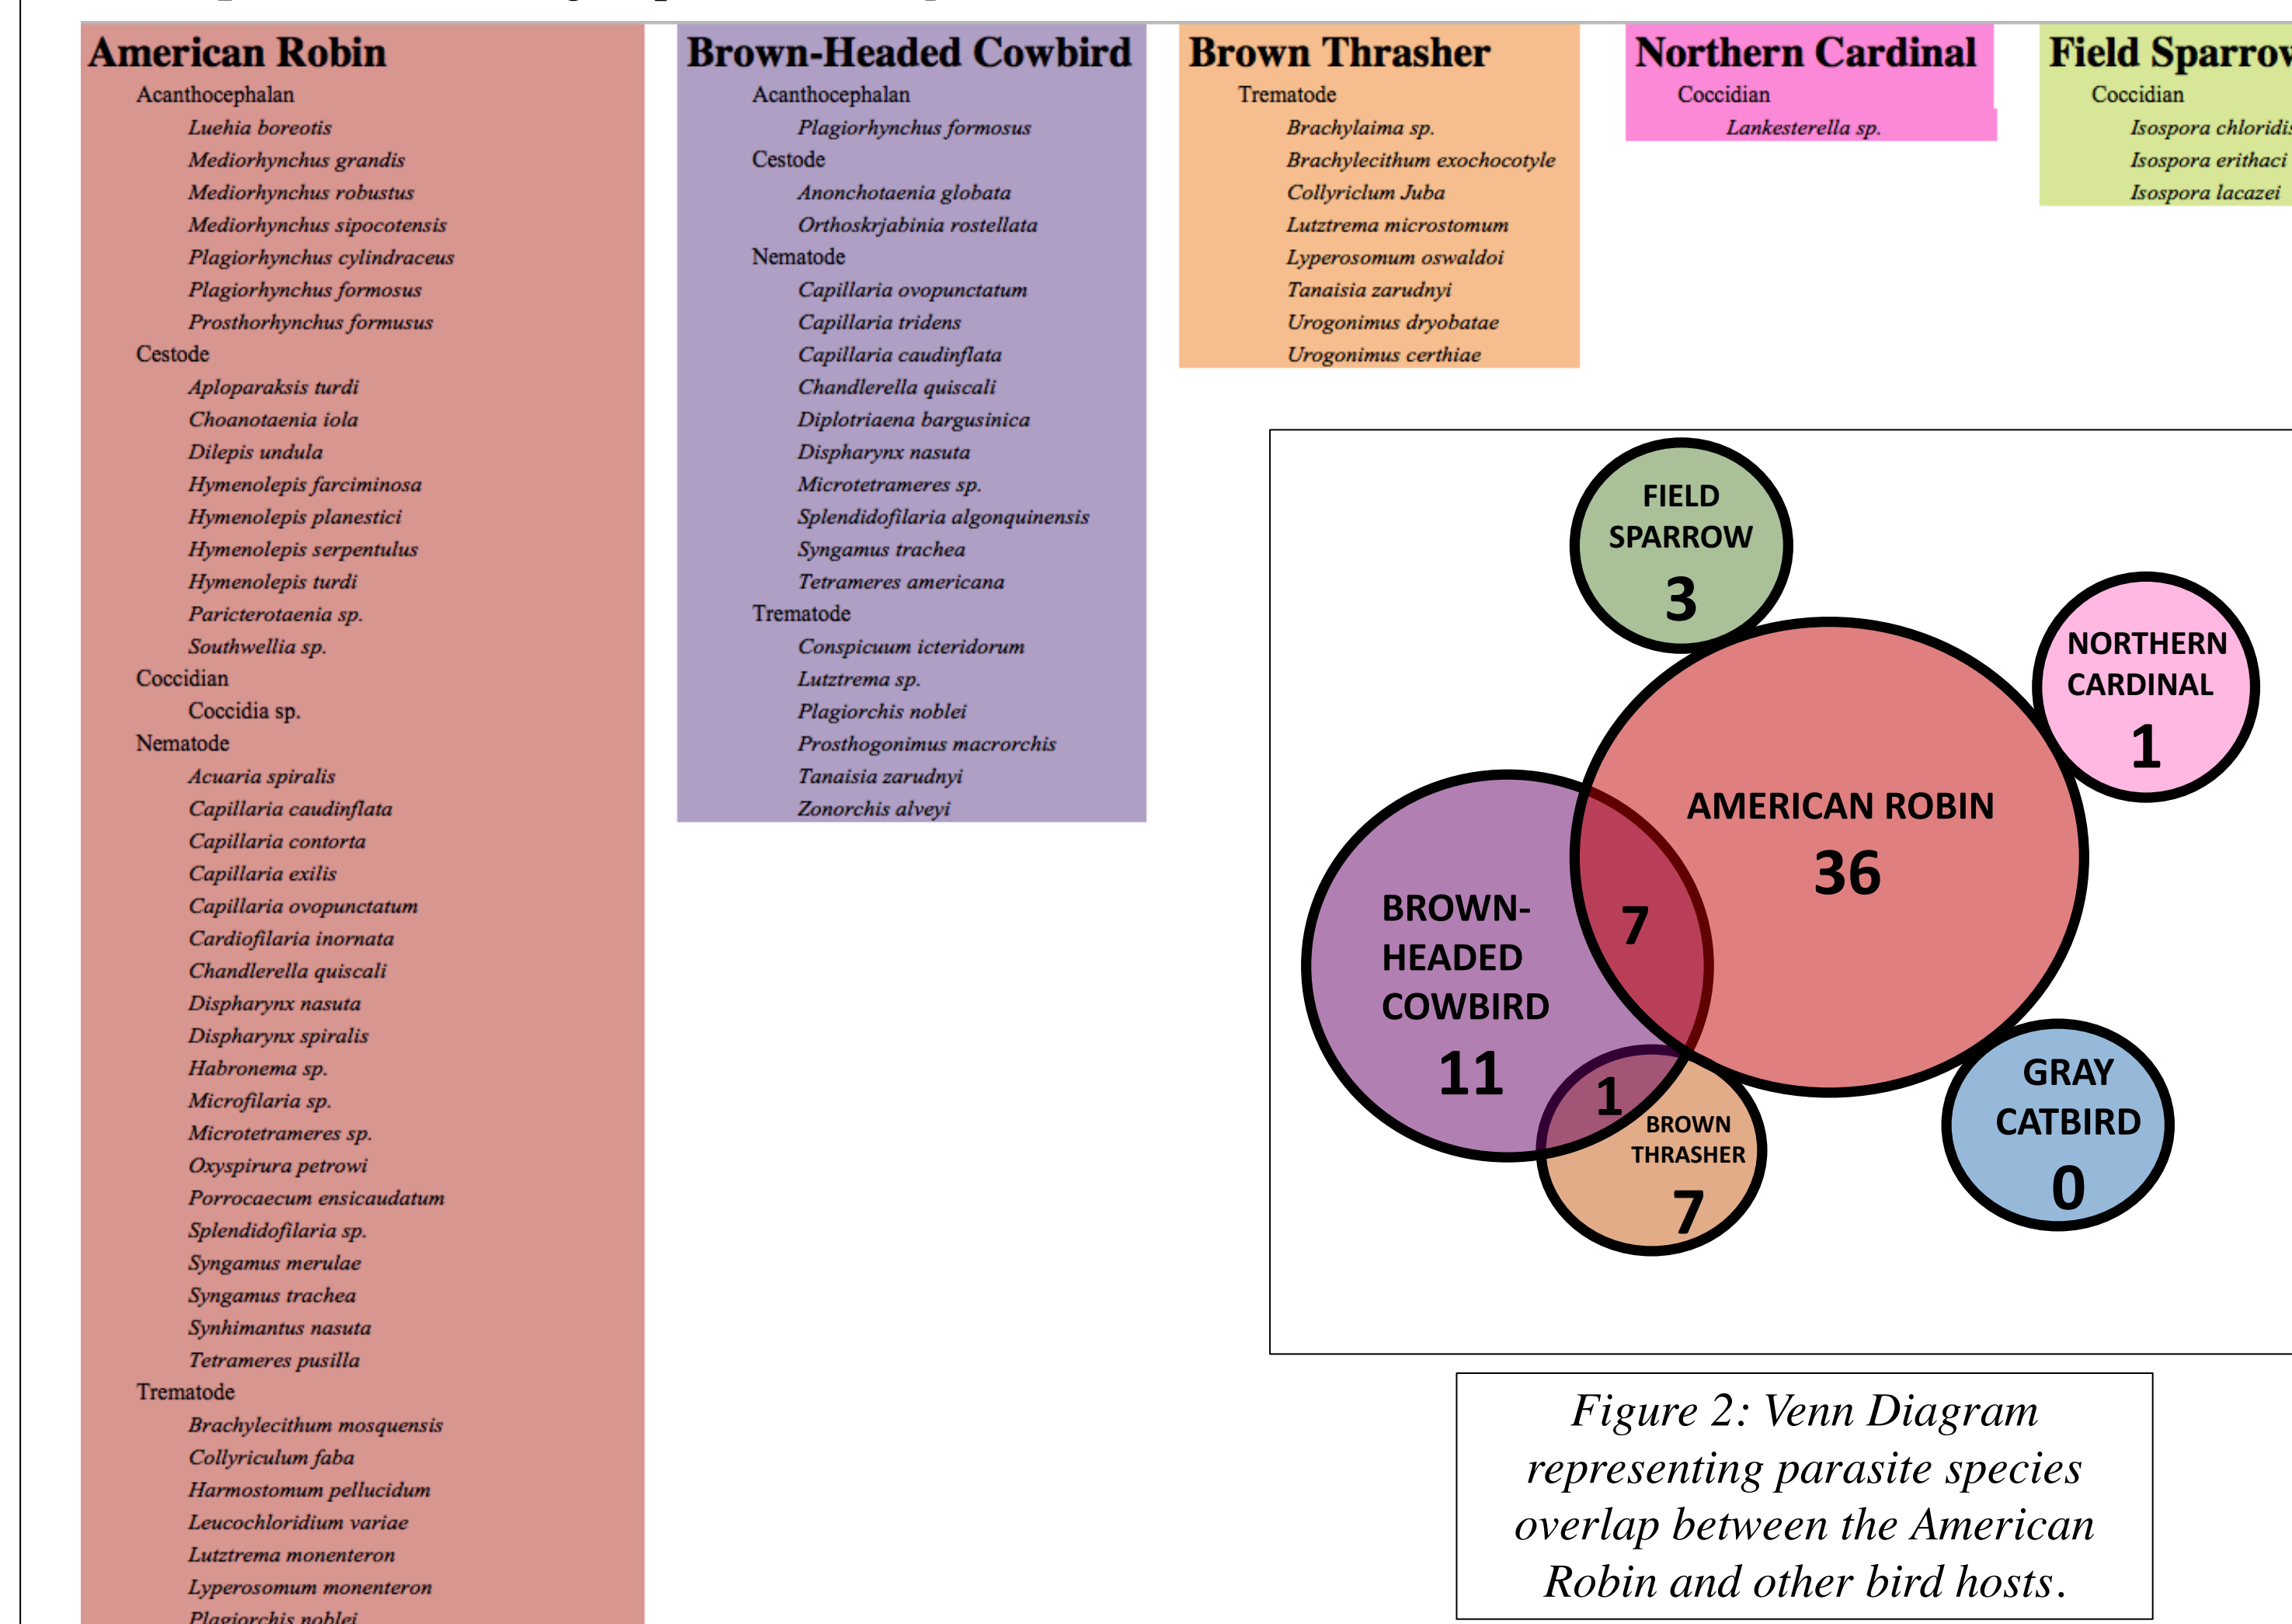 American Robin
Acanthocephalan
Luehia boreotis
Mediorhynchus grandis
Mediorhynchus robustus
Mediorhynchus sipocotensis
Plagiorhynchus cylindraceus
Plagiorhynchus formosus
Prosthorhynchus formusus
Cestode
Aploparaksis turdi
Choanotaenia iola
Dilepis undula
Hymenolepis farciminosa
Hymenolepis planestici
Hymenolepis serpentulus
Hymenolepis turdi
Paricterotaenia sp.
Southwellia sp.
Coccidian
Coccidia sp.
Nematode
Acuaria spiralis
Capillaria caudinflata
Capillaria contorta
Capillaria exilis
Capillaria ovopunctatum
Cardiofilaria inornata
Chandlerella quiscali
Dispharynx nasuta
Dispharynx spiralis
Habronema sp.
Microfilaria sp.
Microtetrameres sp.
Oxyspirura petrowi
Porrocaecum ensicaudatum
Splendidofilaria sp.
Syngamus merulae
Syngamus trachea
Synhimantus nasuta
Tetrameres pusilla
Trematode
Brachylecithum mosquensis
Collyriculum faba
Harmostomum pellucidum
Leucochloridium variae
Lutztrema monenteron
Lyperosomum monenteron
Plagiorchis noblei
Brown-Headed Cowbird
Acanthocephalan
Plagiorhynchus formosus
Cestode
Anonchotaenia globata
Orthoskrjabinia rostellata
Nematode
Capillaria ovopunctatum
Capillaria tridens
Capillaria caudinflata
Chandlerella quiscali
Diplotriaena bargusinica
Dispharynx nasuta
Microtetrameres sp.
Splendidofilaria algonquinensis
Syngamus trachea
Tetrameres americana
Trematode
Conspicuum icteridorum
Lutztrema sp.
Plagiorchis noblei
Prosthogonimus macrorchis
Tanaisia zarudnyi
Zonorchis alveyi
Brown Thrasher
Trematode
Brachylaima sp.
Brachylecithum exochocotyle
Collyriclum Juba
Lutztrema microstomum
Lyperosomum oswaldoi
Tanaisia zarudnyi
Urogonimus dryobatae
Urogonimus certhiae
Northern Cardinal
Coccidian
Lankesterella sp.
Field Sparrow
Coccidian
Isospora chloridis
Isospora erithaci
Isospora lacazei
FIELD
SPARROW
3
NORTHERN
CARDINAL
1
AMERICAN ROBIN
36
BROWN-
HEADED
COWBIRD
11
7
1
BROWN
THRASHER
7
GRAY
CATBIRD
0
Figure 2: Venn Diagram
representing parasite species
overlap between the American
Robin and other bird hosts.